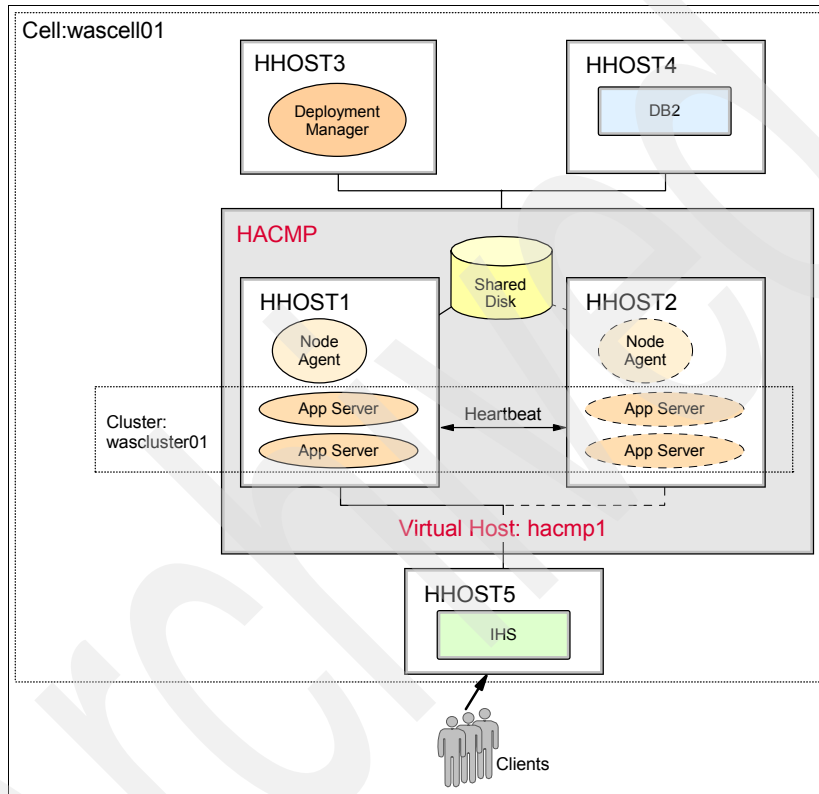 Cell:wascell01
HHOST3
Deployment
Manager
HHOST4
DB2
HACMP
Shared
Disk
HHOST1
Node
Agent
App Server
App Server
HHOST2
Node
Agent
App Server
App Server
Heartbeat
Cluster:
wascluster01
Virtual Host: hacmp1
HHOST5
IHS
Clients